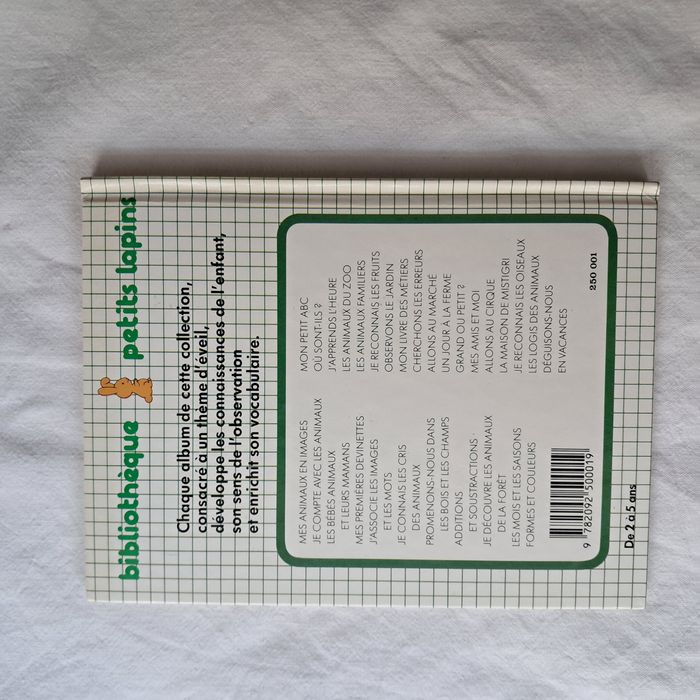 bibliothèque petits lapins
Chaque album de cette collection,
consacré à un thème d'éveil,
développe les connaissances de l'enfant,
son sens de l'observation
et enrichit son vocabulaire.
MES ANIMAUX EN IMAGES
JE COMPTE AVEC LES ANIMAUX
LES BÉBÉS ANIMAUX
ET LEURS MAMANS
MES PREMIÈRES DEVINETTES
J'ASSOCIE LES IMAGES
ET LES MOTS
JE CONNAIS LES CRIS
DES ANIMAUX
PROMENONS-NOUS DANS
LES BOIS ET LES CHAMPS
ADDITIONS
ET SOUSTRACTIONS
JE DÉCOUVRE LES ANIMAUX
DE LA FORÊT
LES MOIS ET LES SAISONS
FORMES ET COULEURS
MON PETIT ABC
OÙ SONT-ILS ?
J'APPRENDS L'HEURE
LES ANIMAUX DU ZOO
LES ANIMAUX FAMILIERS
JE RECONNAIS LES FRUITS
OBSERVONS LE JARDIN
MON LIVRE DES MÉTIERS
CHERCHONS LES ERREURS
ALLONS AU MARCHÉ
UN JOUR À LA FERME
GRAND OU PETIT ?
MES AMIS ET MOI
ALLONS AU CIRQUE
LA MAISON DE MISTIGRI
JE RECONNAIS LES OISEAUX
LES LOGIS DES ANIMAUX
DÉGUISONS-NOUS
EN VACANCES
9 782092 500019
250 001
De 2 à 5 ans